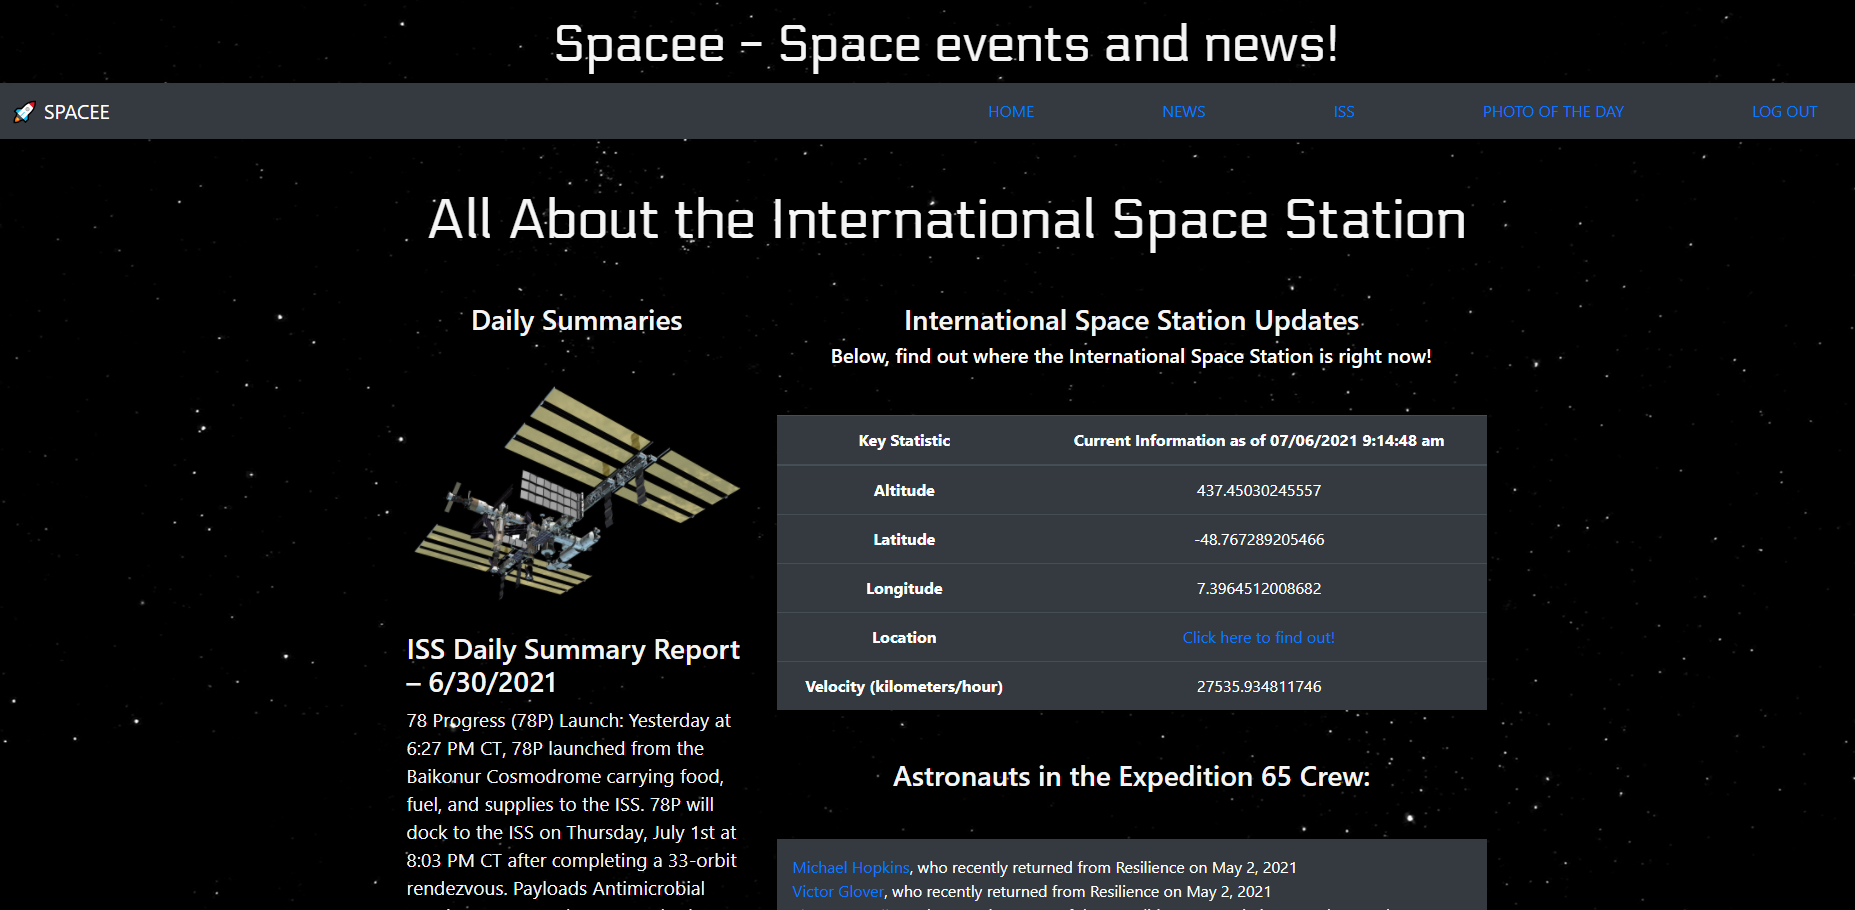 Spacee - Space events and news!
🚀 SPACEE HOME NEWS ISS PHOTO OF THE DAY LOG OUT
All About the International Space Station
Daily Summaries
ISS Daily Summary Report
– 6/30/2021
78 Progress (78P) Launch: Yesterday at
6:27 PM CT, 78P launched from the
Baikonur Cosmodrome carrying food,
fuel, and supplies to the ISS. 78P will
dock to the ISS on Thursday, July 1st at
8:03 PM CT after completing a 33-orbit
rendezvous. Payloads Antimicrobial
International Space Station Updates
Below, find out where the International Space Station is right now!
Key Statistic Current Information as of 07/06/2021 9:14:48 am
Altitude 437.45030245557
Latitude -48.767289205466
Longitude 7.3964512008682
Location Click here to find out!
Velocity (kilometers/hour) 27535.934811746
Astronauts in the Expedition 65 Crew:
Michael Hopkins, who recently returned from Resilience on May 2, 2021
Victor Glover, who recently returned from Resilience on May 2, 2021